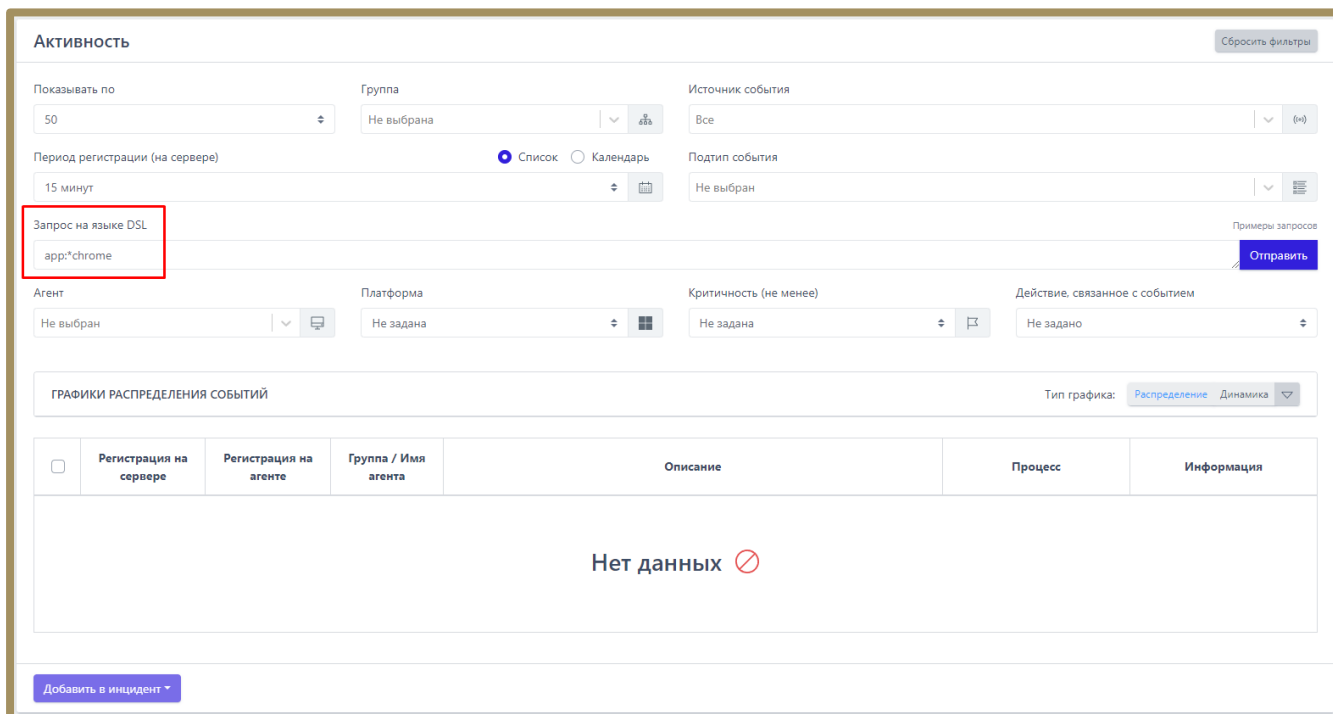 Активность
Сбросить фильтры
Показывать по
Группа
Источник события
50
Не выбрана
Все
Период регистрации (на сервере)
Список
Календарь
Подтип события
15 минут
Не выбран
Запрос на языке DSL
Примеры запросов
app:*chrome
Отправить
Агент
Платформа
Критичность (не менее)
Действие, связанное с событием
Не выбран
Не задана
Не задана
Не задано
ГРАФИКИ РАСПРЕДЕЛЕНИЯ СОБЫТИЙ
Тип графика:
Распределение
Динамика
Регистрация на
сервере
Регистрация на
агенте
Группа / Имя
агента
Описание
Процесс
Информация
Нет данных
Добавить в инцидент